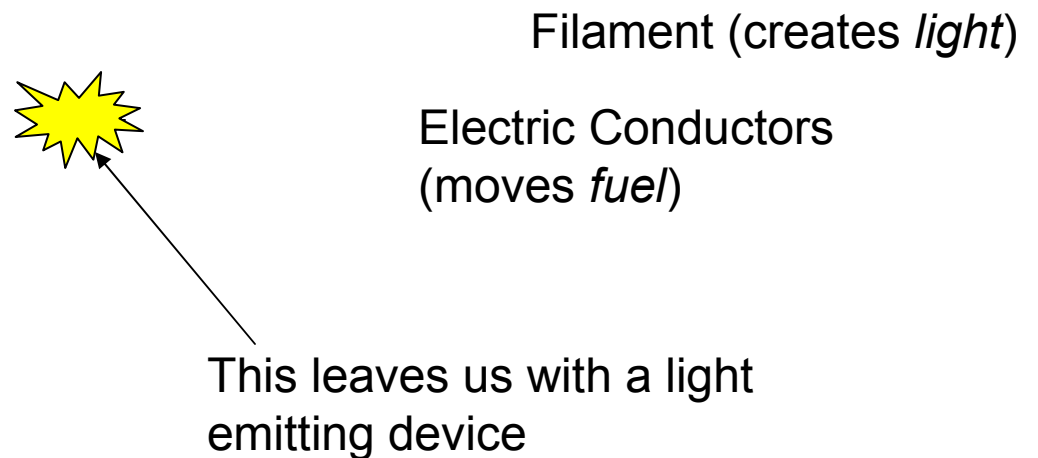 Filament (creates light)
Electric Conductors
(moves fuel)
This leaves us with a light
emitting device